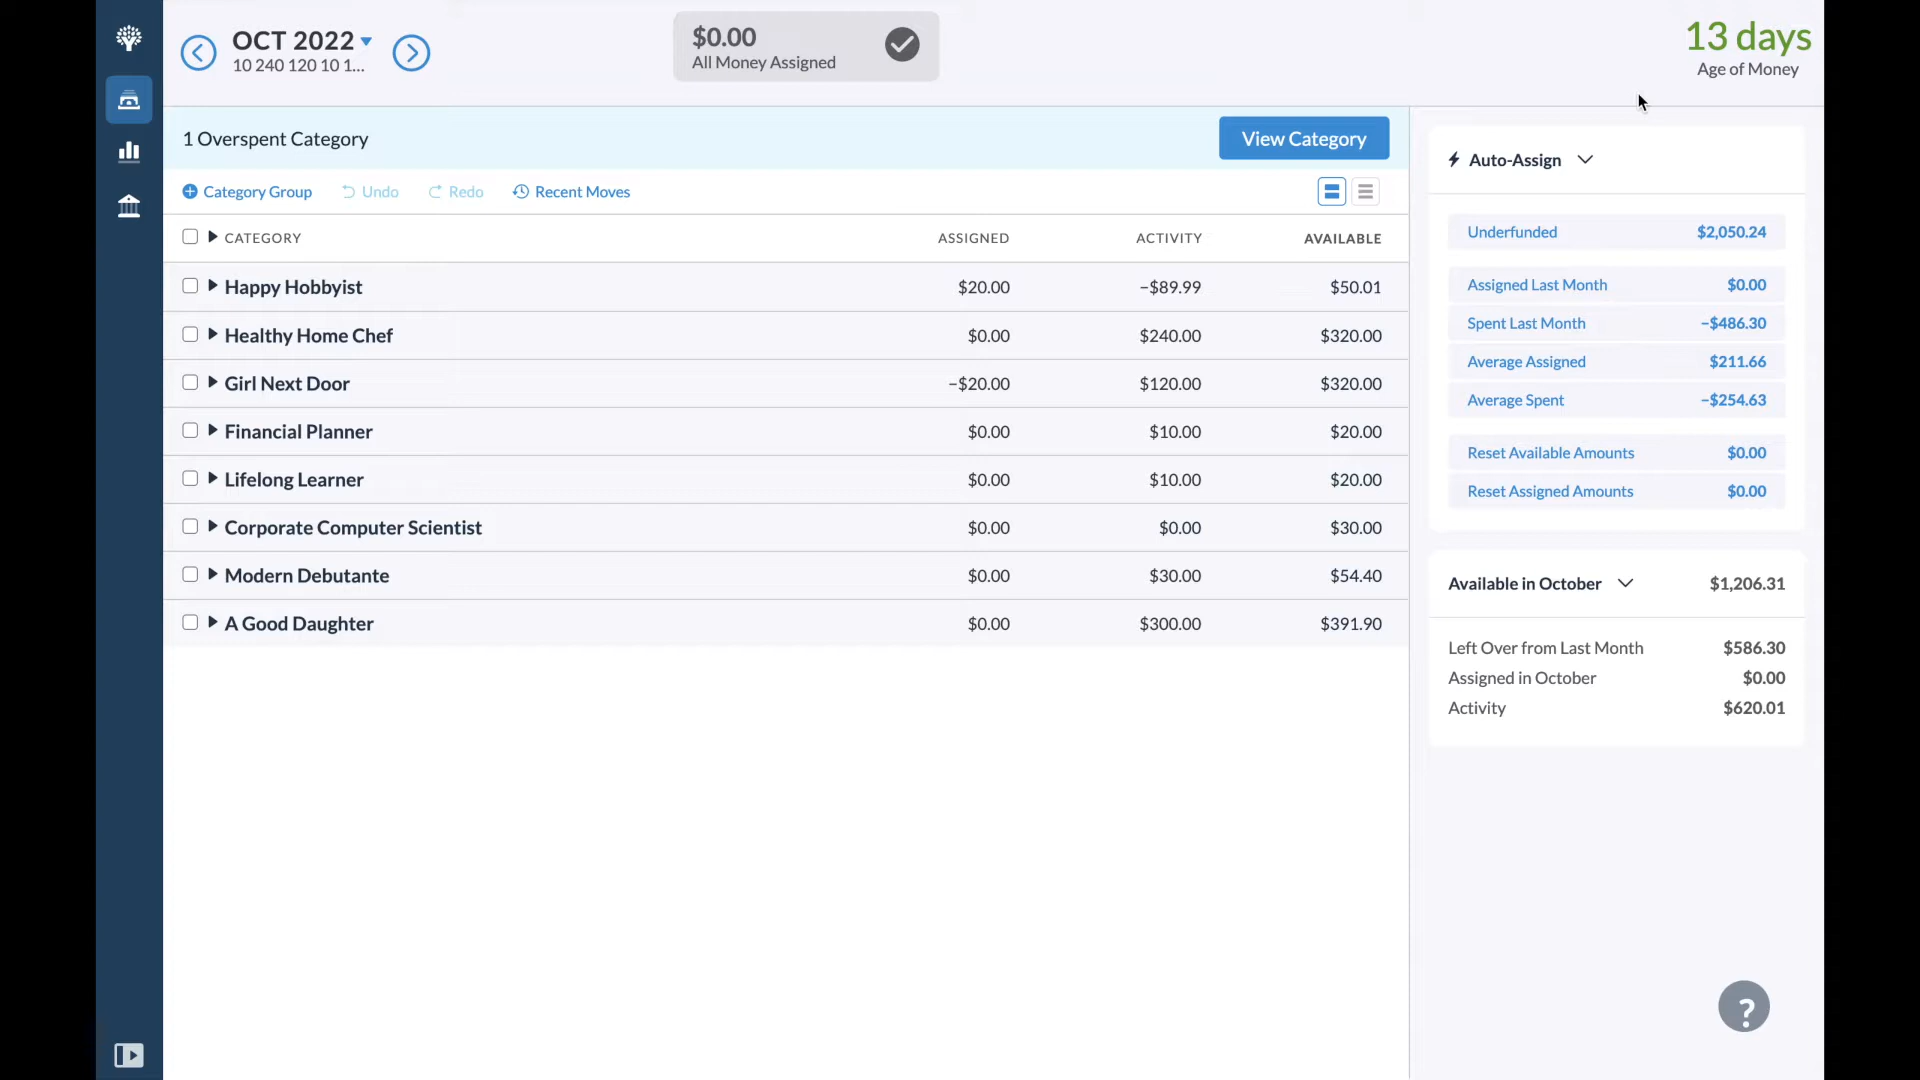 OCT 2022
10 240 120 10 1...
$0.00
All Money Assigned
13 days
Age of Money
1 Overspent Category
View Category
Category Group Undo Redo Recent Moves
CATEGORY ASSIGNED ACTIVITY AVAILABLE
Happy Hobbyist $20.00 −$89.99 $50.01
Healthy Home Chef $0.00 $240.00 $320.00
Girl Next Door −$20.00 $120.00 $320.00
Financial Planner $0.00 $10.00 $20.00
Lifelong Learner $0.00 $10.00 $20.00
Corporate Computer Scientist $0.00 $0.00 $30.00
Modern Debutante $0.00 $30.00 $54.40
A Good Daughter $0.00 $300.00 $391.90
Auto-Assign
Underfunded $2,050.24
Assigned Last Month $0.00
Spent Last Month −$486.30
Average Assigned $211.66
Average Spent −$254.63
Reset Available Amounts $0.00
Reset Assigned Amounts $0.00
Available in October $1,206.31
Left Over from Last Month $586.30
Assigned in October $0.00
Activity $620.01
?